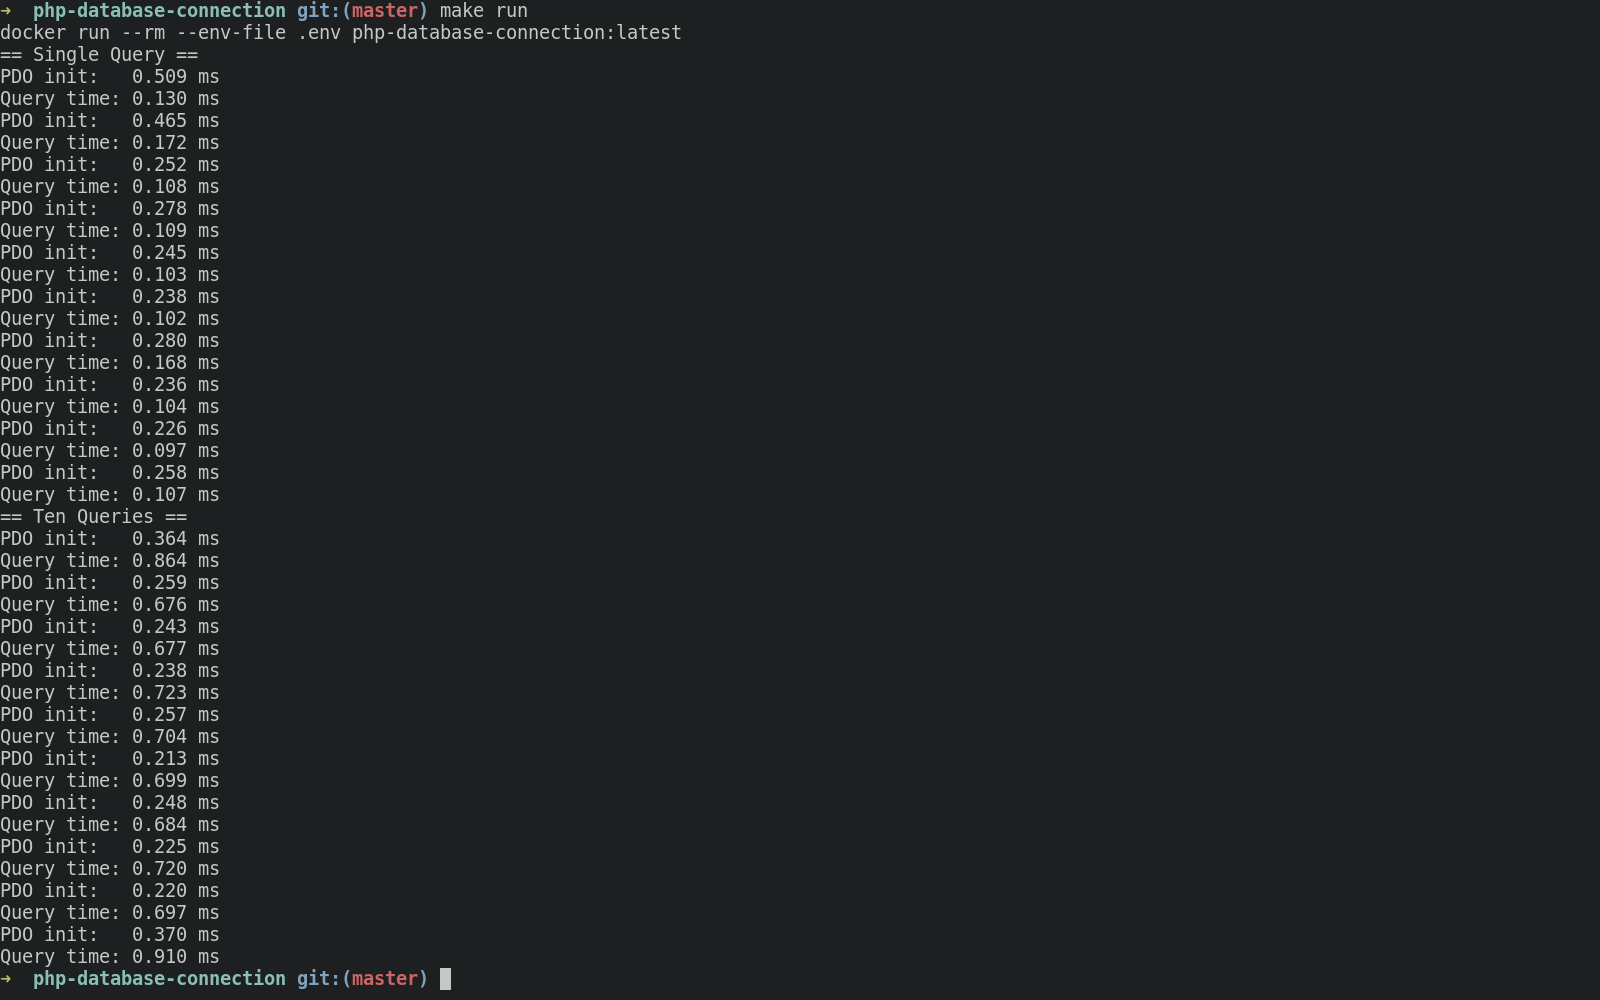 ➜  php-database-connection git:(master) make run
docker run --rm --env-file .env php-database-connection:latest
== Single Query ==
PDO init:   0.509 ms
Query time: 0.130 ms
PDO init:   0.465 ms
Query time: 0.172 ms
PDO init:   0.252 ms
Query time: 0.108 ms
PDO init:   0.278 ms
Query time: 0.109 ms
PDO init:   0.245 ms
Query time: 0.103 ms
PDO init:   0.238 ms
Query time: 0.102 ms
PDO init:   0.280 ms
Query time: 0.168 ms
PDO init:   0.236 ms
Query time: 0.104 ms
PDO init:   0.226 ms
Query time: 0.097 ms
PDO init:   0.258 ms
Query time: 0.107 ms
== Ten Queries ==
PDO init:   0.364 ms
Query time: 0.864 ms
PDO init:   0.259 ms
Query time: 0.676 ms
PDO init:   0.243 ms
Query time: 0.677 ms
PDO init:   0.238 ms
Query time: 0.723 ms
PDO init:   0.257 ms
Query time: 0.704 ms
PDO init:   0.213 ms
Query time: 0.699 ms
PDO init:   0.248 ms
Query time: 0.684 ms
PDO init:   0.225 ms
Query time: 0.720 ms
PDO init:   0.220 ms
Query time: 0.697 ms
PDO init:   0.370 ms
Query time: 0.910 ms
➜  php-database-connection git:(master)